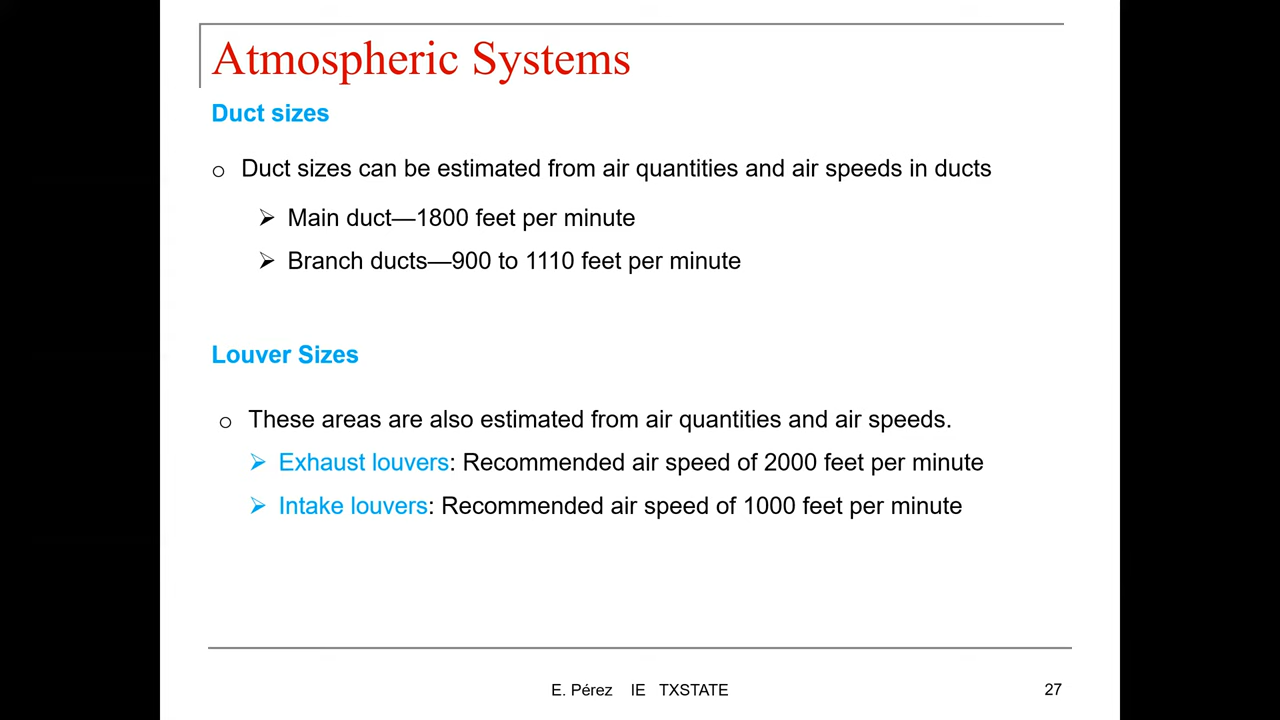 Atmospheric Systems
Duct sizes
Duct sizes can be estimated from air quantities and air speeds in ducts
Main duct—1800 feet per minute
Branch ducts—900 to 1110 feet per minute
Louver Sizes
These areas are also estimated from air quantities and air speeds.
Exhaust louvers: Recommended air speed of 2000 feet per minute
Intake louvers: Recommended air speed of 1000 feet per minute
E. Pérez IE TXSTATE
27